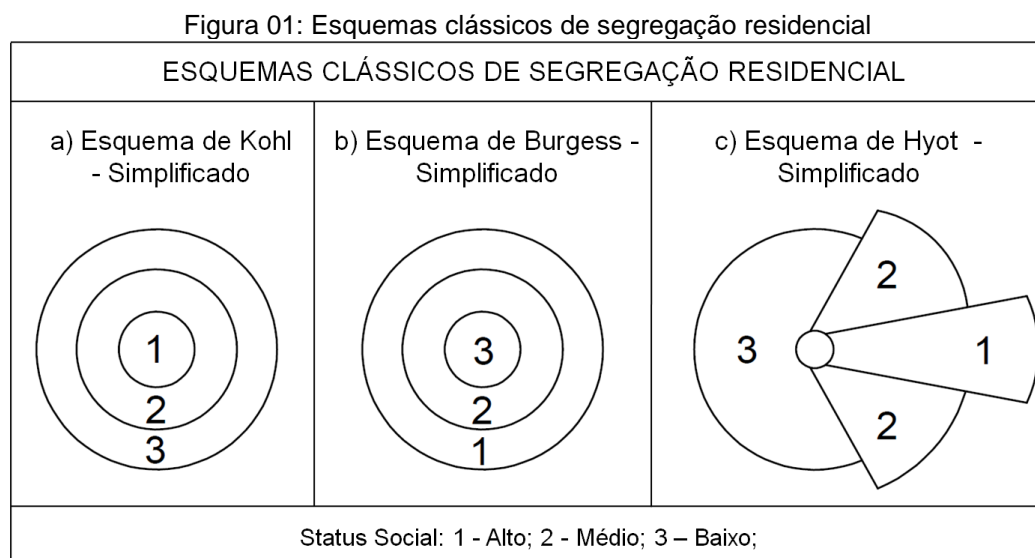 Figura 01: Esquemas clássicos de segregação residencial
ESQUEMAS CLÁSSICOS DE SEGREGAÇÃO RESIDENCIAL
a) Esquema de Kohl
- Simplificado
1
2
3
b) Esquema de Burgess -
Simplificado
3
2
1
c) Esquema de Hyot -
Simplificado
2
3
1
2
Status Social: 1 - Alto; 2 - Médio; 3 – Baixo;